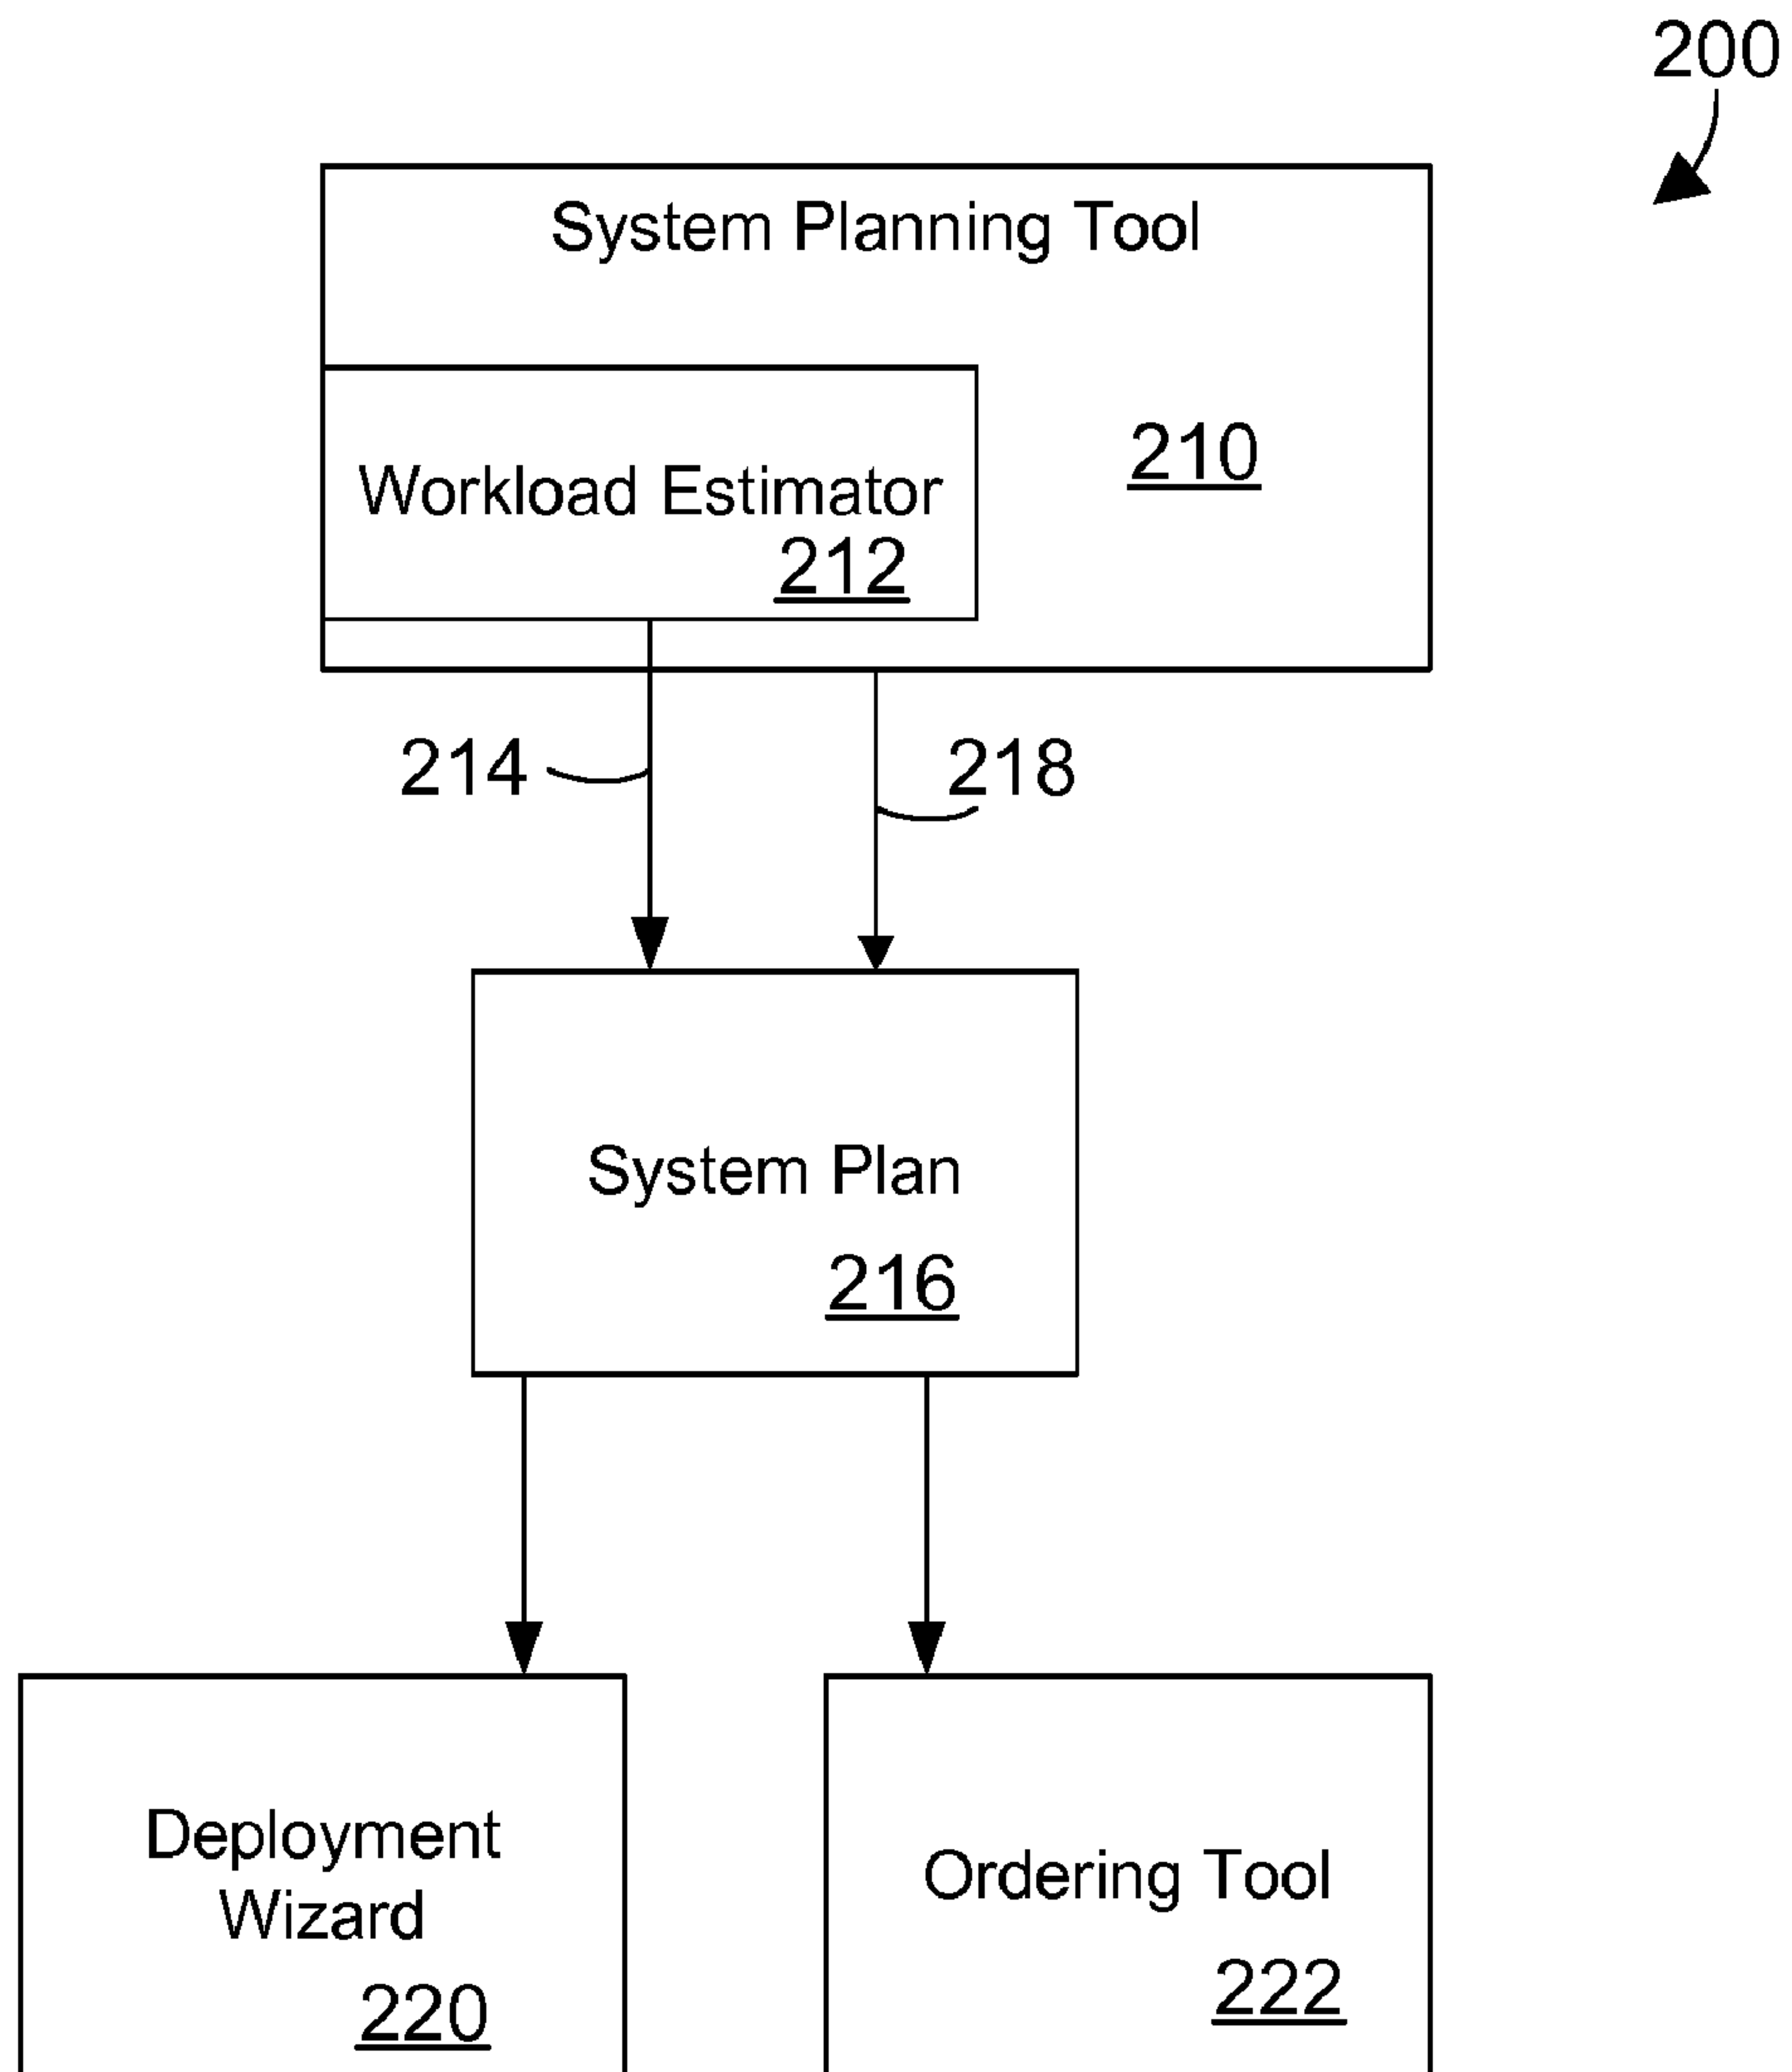 200
System Planning Tool
210
Workload Estimator
212
214
218
System Plan
216
Deployment
Wizard
220
Ordering Tool
222